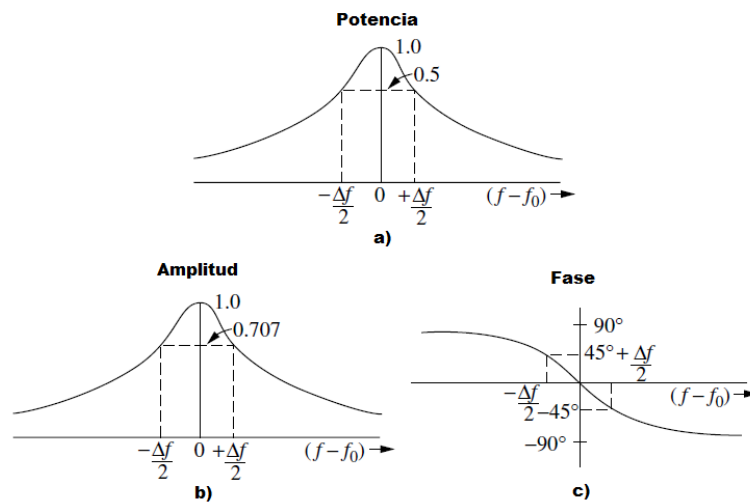 Potencia
1.0
0.5
−Δf/2 0 +Δf/2 (f−f₀)
a)
Amplitud
1.0
0.707
−Δf/2 0 +Δf/2 (f−f₀)
b)
Fase
90°
45° +Δf/2
(f−f₀)
−Δf/2 −45°
−90°
c)